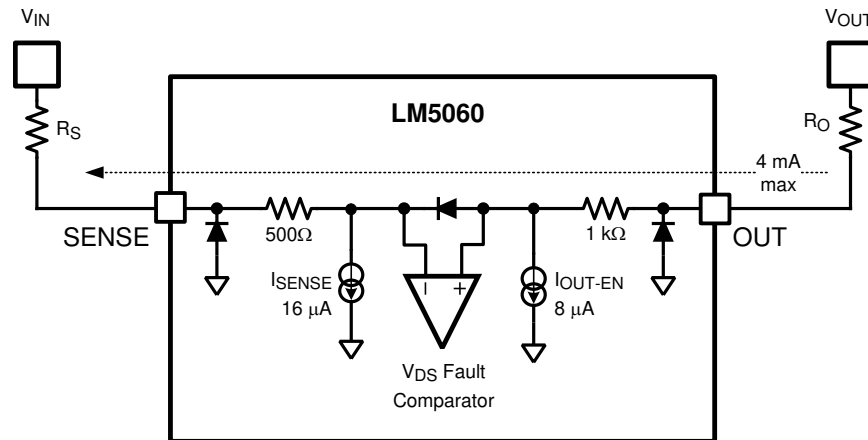 VIN
VOUT
RS
LM5060
RO
4 mA
max
SENSE
500Ω
1 kΩ
OUT
ISENSE
16 μA
IOUT-EN
8 μA
VDS Fault
Comparator